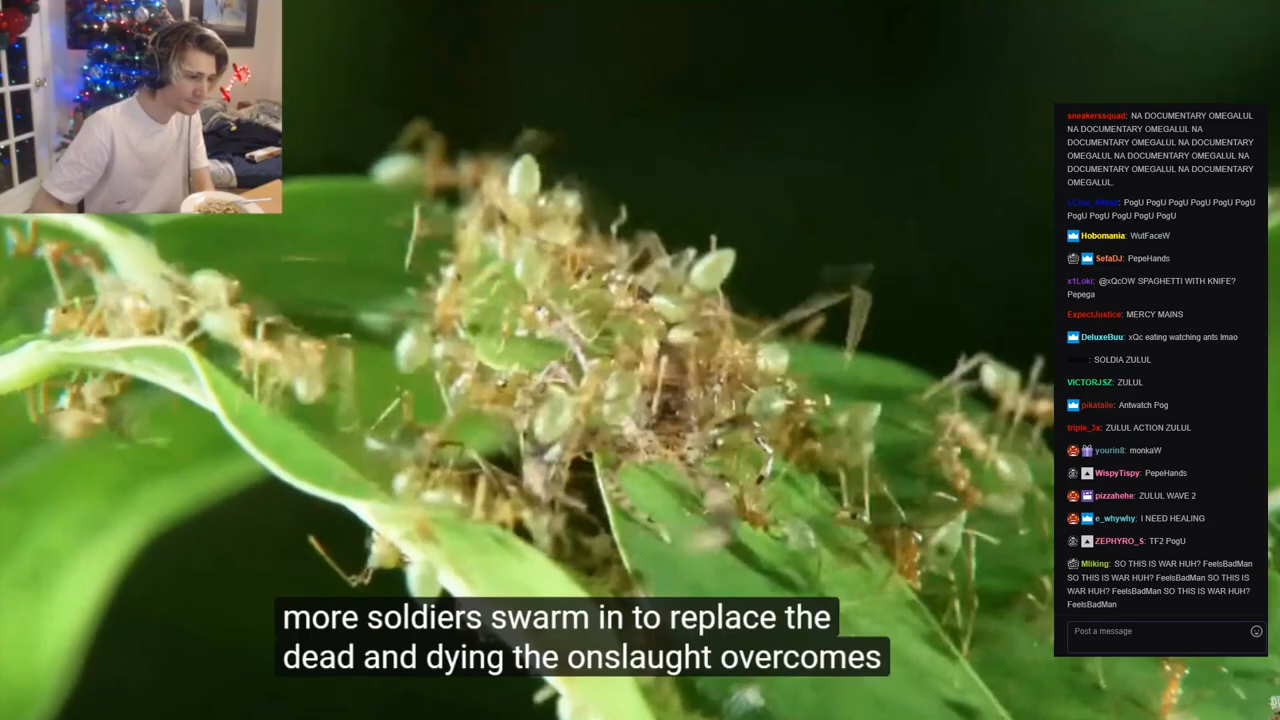 sneakerssquad: NA DOCUMENTARY OMEGALUL
NA DOCUMENTARY OMEGALUL NA
DOCUMENTARY OMEGALUL NA DOCUMENTARY
OMEGALUL NA DOCUMENTARY OMEGALUL NA
DOCUMENTARY OMEGALUL NA DOCUMENTARY
OMEGALUL.
: PogU PogU PogU PogU PogU PogU
PogU PogU PogU PogU PogU
Hobomania: WutFaceW
SefaDJ: PepeHands
x1Loki: @xQcOW SPAGHETTI WITH KNIFE?
Pepega
ExpectJustice: MERCY MAINS
DeluxeBuu: xQc eating watching ants lmao
: SOLDIA ZULUL
VICTORJSZ: ZULUL
pikataile: Antwatch Pog
triple_3x: ZULUL ACTION ZULUL
yourin8: monkaW
WispyTispy: PepeHands
pizzahehe: ZULUL WAVE 2
e_whywhy: I NEED HEALING
ZEPHYRO_S: TF2 PogU
Mliking: SO THIS IS WAR HUH? FeelsBadMan
SO THIS IS WAR HUH? FeelsBadMan SO THIS IS
WAR HUH? FeelsBadMan SO THIS IS WAR HUH?
FeelsBadMan
Post a message
more soldiers swarm in to replace the
dead and dying the onslaught overcomes